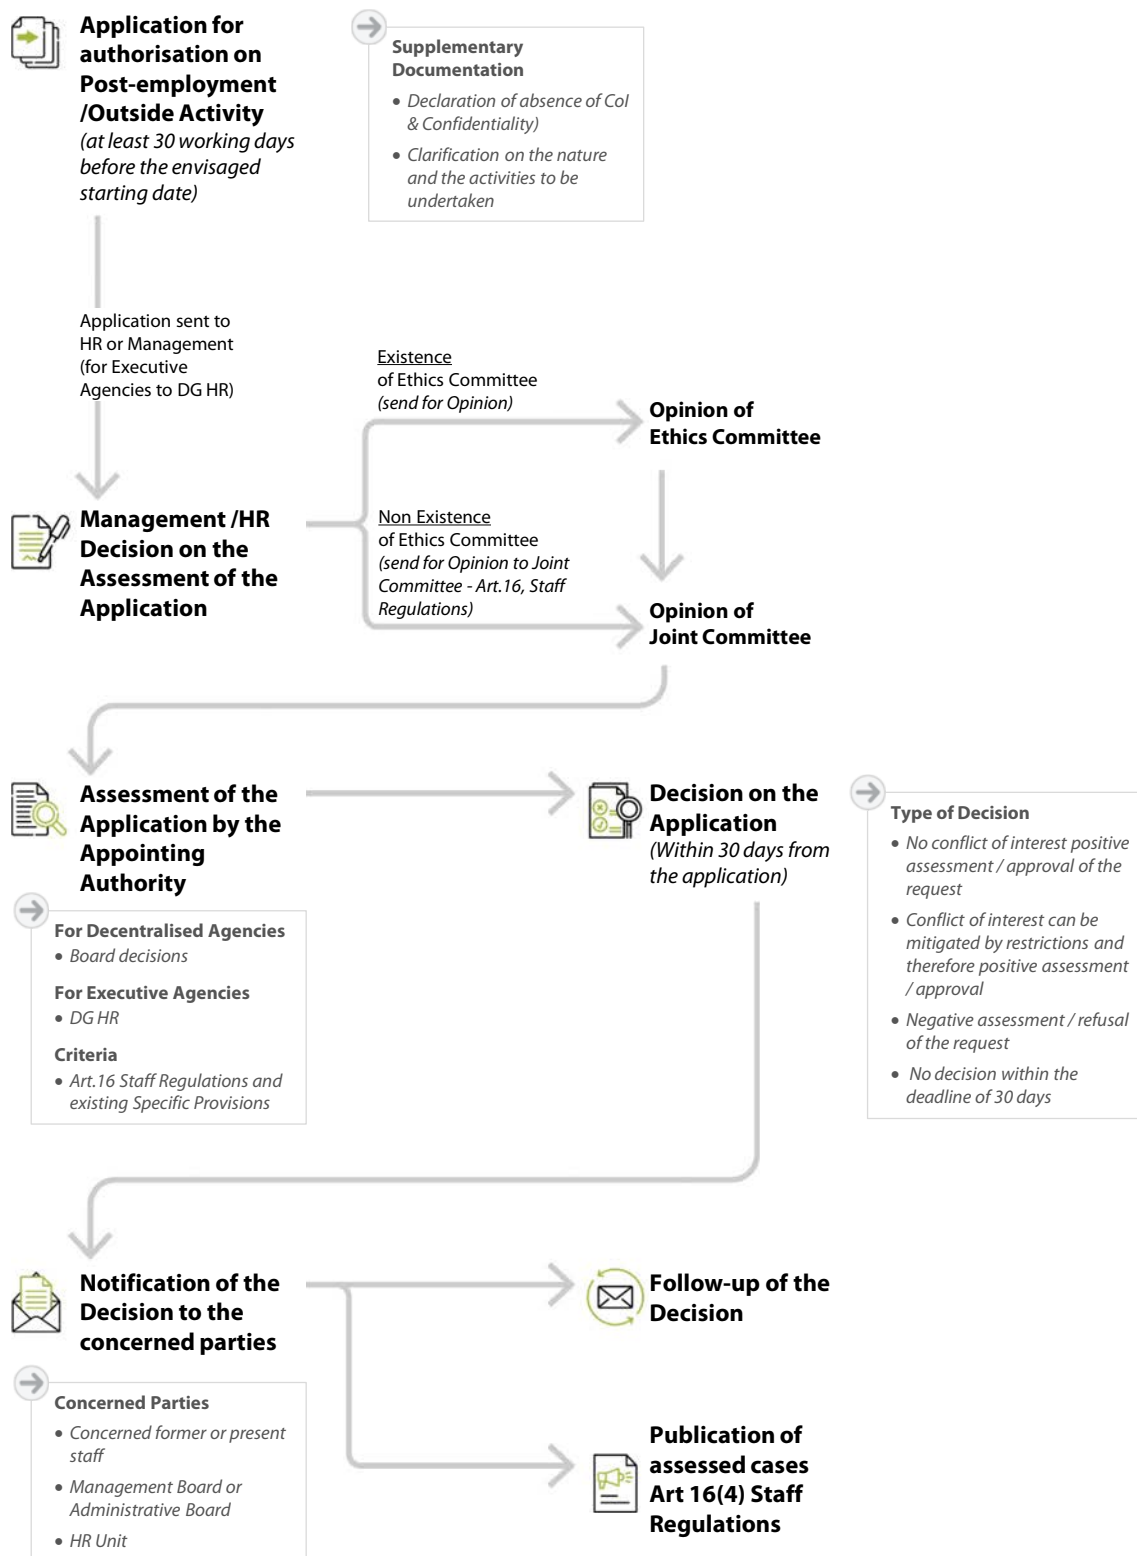 Application for
authorisation on
Post-employment
/Outside Activity
(at least 30 working days
before the envisaged
starting date)
Supplementary
Documentation
• Declaration of absence of CoI
& Confidentiality)
• Clarification on the nature
and the activities to be
undertaken
Application sent to
HR or Management
(for Executive
Agencies to DG HR)
Existence
of Ethics Committee
(send for Opinion)
Opinion of
Ethics Committee
Management /HR
Decision on the
Assessment of the
Application
Non Existence
of Ethics Committee
(send for Opinion to Joint
Committee - Art.16, Staff
Regulations)
Opinion of
Joint Committee
Assessment of the
Application by the
Appointing
Authority
For Decentralised Agencies
• Board decisions
For Executive Agencies
• DG HR
Criteria
• Art.16 Staff Regulations and
existing Specific Provisions
Decision on the
Application
(Within 30 days from
the application)
Type of Decision
• No conflict of interest positive
assessment / approval of the
request
• Conflict of interest can be
mitigated by restrictions and
therefore positive assessment
/ approval
• Negative assessment / refusal
of the request
• No decision within the
deadline of 30 days
Notification of the
Decision to the
concerned parties
Concerned Parties
• Concerned former or present
staff
• Management Board or
Administrative Board
• HR Unit
Follow-up of the
Decision
Publication of
assessed cases
Art 16(4) Staff
Regulations